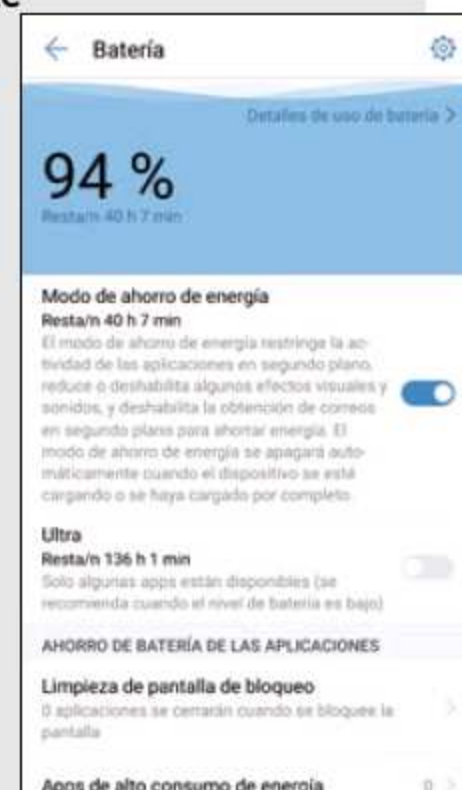 Batería
Detalles de uso de batería >
94 %
Resta/n 40 h 7 min
Modo de ahorro de energía
Resta/n 40 h 7 min
El modo de ahorro de energía restringe la ac-
tividad de las aplicaciones en segundo plano,
reduce o deshabilita algunos efectos visuales y
sonidos, y deshabilita la obtención de correos
en segundo plano para ahorrar energía. El
modo de ahorro de energía se apagará auto-
máticamente cuando el dispositivo se esté
cargando o se haya cargado por completo.
Ultra
Resta/n 136 h 1 min
Solo algunas apps están disponibles (se
recomienda cuando el nivel de batería es bajo)
AHORRO DE BATERÍA DE LAS APLICACIONES
Limpieza de pantalla de bloqueo
0 aplicaciones se cerrarán cuando se bloquee la
pantalla
Apps de alto consumo de energía 0 >